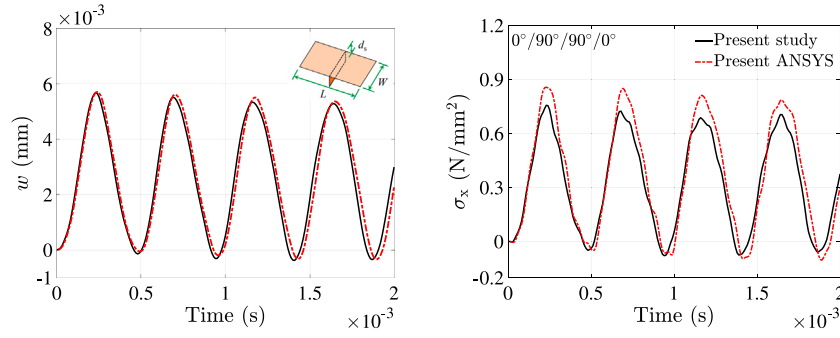 8 ×10⁻³
6
4
2
0
-1
w (mm)
0
0.5
1
1.5
2
Time (s)
×10⁻³
dₛ
W
L
1.2
0.9
0.6
0.3
0
-0.2
σₓ (N/mm²)
0°/90°/90°/0°
Present study
Present ANSYS
0
0.5
1
1.5
2
Time (s)
×10⁻³